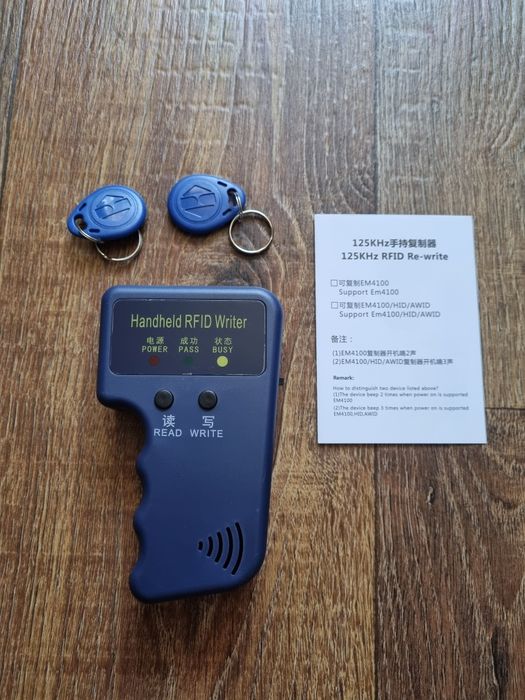 Handheld RFID Writer
电源 成功 状态
POWER PASS BUSY
读 写
READ WRITE
125KHz手持复制器
125KHz RFID Re-write
可复制EM4100
Support Em4100
可复制EM4100/HID/AWID
Support EM4100/HID/AWID
备注：
(1)EM4100复制器开机嘀2声
(2)EM4100/HID/AWID复制器开机嘀3声
Remark:
How to distinguish two device listed above?
(1)The device beep 2 times when power on is supported
EM4100
(2)The device beep 3 times when power on is supported
EM4100,HID,AWID